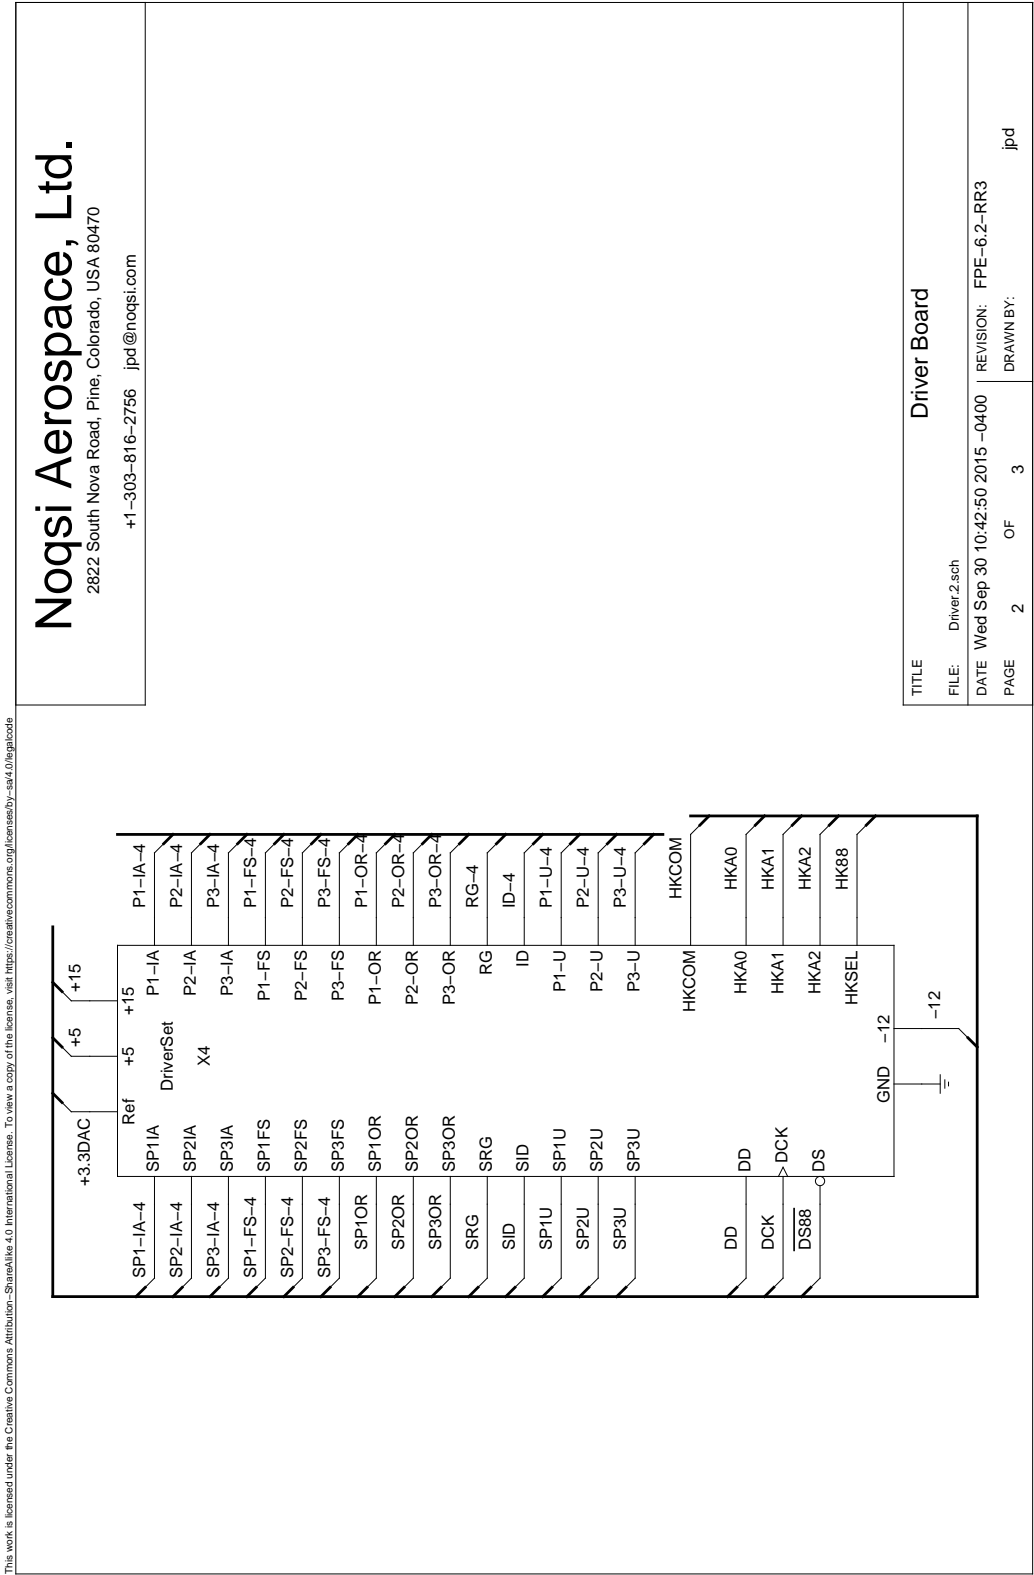 This work is licensed under the Creative Commons Attribution−ShareAlike 4.0 International License. To view a copy of the license, visit https://creativecommons.org/licenses/by−sa/4.0/legalcode
Noqsi Aerospace, Ltd.
2822 South Nova Road, Pine, Colorado, USA 80470
+1−303−816−2756 jpd@noqsi.com
+3.3DAC
+5
+15
Ref
+5
+15
DriverSet
X4
SP1−IA−4 SP1IA P1−IA P1−IA−4
SP2−IA−4 SP2IA P2−IA P2−IA−4
SP3−IA−4 SP3IA P3−IA P3−IA−4
SP1−FS−4 SP1FS P1−FS P1−FS−4
SP2−FS−4 SP2FS P2−FS P2−FS−4
SP3−FS−4 SP3FS P3−FS P3−FS−4
SP1OR SP1OR P1−OR P1−OR−4
SP2OR SP2OR P2−OR P2−OR−4
SP3OR SP3OR P3−OR P3−OR−4
SRG SRG RG RG−4
SID SID ID ID−4
SP1U SP1U P1−U P1−U−4
SP2U SP2U P2−U P2−U−4
SP3U SP3U P3−U P3−U−4
HKCOM HKCOM
DD DD HKA0 HKA0
DCK DCK HKA1 HKA1
DS88 DS HKA2 HKA2
HKSEL HK88
GND −12
−12
TITLE
Driver Board
FILE: Driver.2.sch
DATE Wed Sep 30 10:42:50 2015 −0400 REVISION: FPE−6.2−RR3
PAGE 2 OF 3 DRAWN BY: jpd